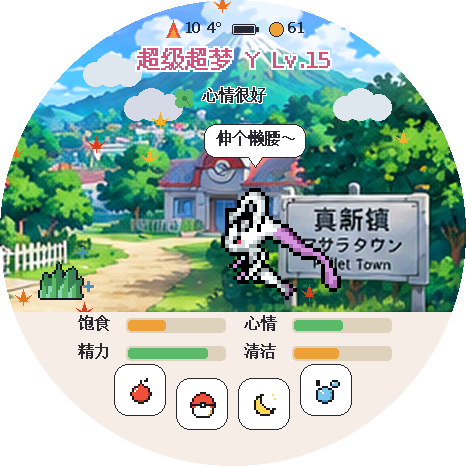 10 4° 61
超级超梦 Y Lv.15
心情很好
伸个懒腰～
真新镇
マサラタウン
let Town
饱食 心情
精力 清洁